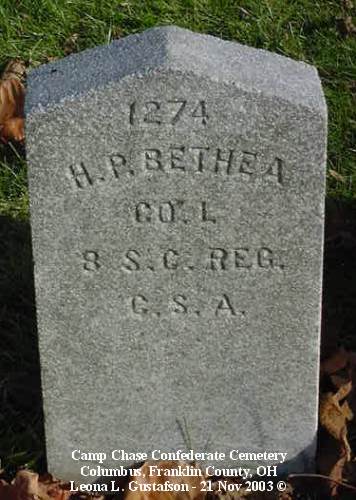 1274
H. P. BETHEA
CO. L
8 S. C. REG.
C. S. A.
Camp Chase Confederate Cemetery
Columbus, Franklin County, OH
Leona L. Gustafson - 21 Nov 2003 ©